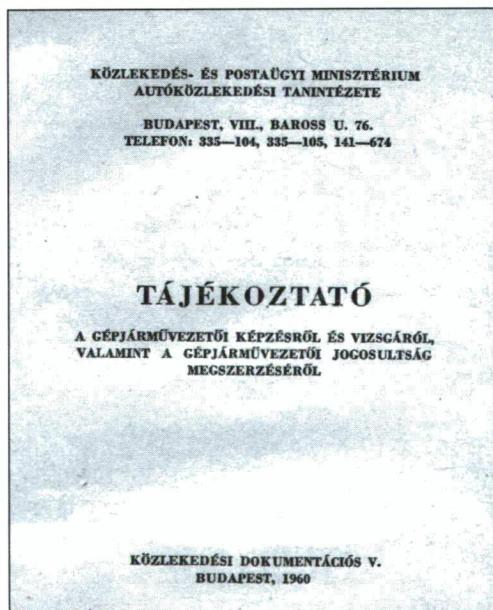 KÖZLEKEDÉS- ÉS POSTAÜGYI MINISZTÉRIUM
AUTÓKÖZLEKEDÉSI TANINTÉZETE
BUDAPEST, VIII., BAROSS U. 76.
TELEFON: 335—104, 335—105, 141—674
TÁJÉKOZTATÓ
A GÉPJÁRMŰVEZETŐI KÉPZÉSRŐL ÉS VIZSGÁRÓL,
VALAMINT A GÉPJÁRMŰVEZETŐI JOGOSULTSÁG
MEGSZERZÉSÉRŐL
KÖZLEKEDÉSI DOKUMENTÁCIÓS V.
BUDAPEST, 1960